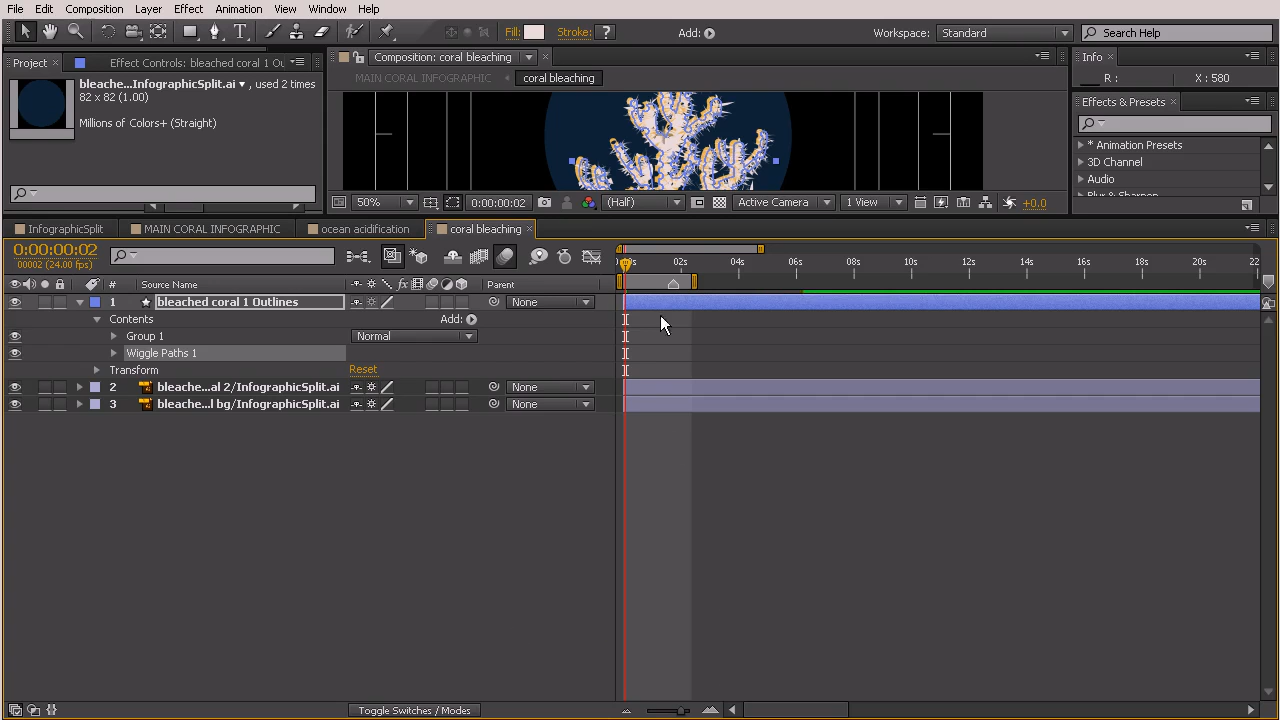 File Edit Composition Layer Effect Animation View Window Help
Fill: Stroke: ? Add: Workspace: Standard Search Help
Project Effect Controls: bleached coral 1 Ou Composition: coral bleaching Info
MAIN CORAL INFOGRAPHIC coral bleaching R : X : 580
bleache...InfographicSplit.ai ▼ , used 2 times
82 x 82 (1.00)
Millions of Colors+ (Straight)
Effects & Presets
* Animation Presets
3D Channel
Audio
Blur & Sharpen
50% 0:00:00:02 (Half) Active Camera 1 View +0.0
InfographicSplit MAIN CORAL INFOGRAPHIC ocean acidification coral bleaching
0:00:00:02
00002 (24.00 fps)
02s 04s 06s 08s 10s 12s 14s 16s 18s 20s 22
# Source Name fx Parent
1 bleached coral 1 Outlines None
Contents Add:
Group 1 Normal
Wiggle Paths 1
Transform Reset
2 bleache...al 2/InfographicSplit.ai None
3 bleache...l bg/InfographicSplit.ai None
Toggle Switches / Modes